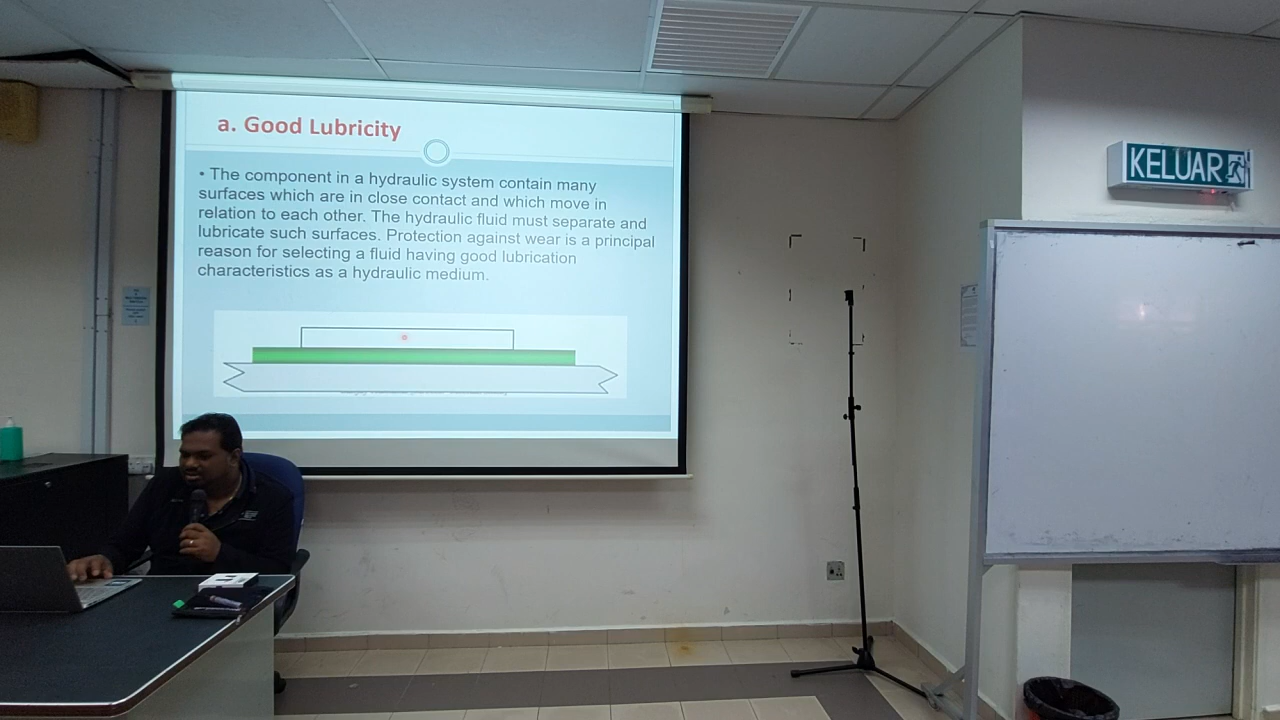 a. Good Lubricity
• The component in a hydraulic system contain many
surfaces which are in close contact and which move in
relation to each other. The hydraulic fluid must separate and
lubricate such surfaces. Protection against wear is a principal
reason for selecting a fluid having good lubrication
characteristics as a hydraulic medium.
KELUAR